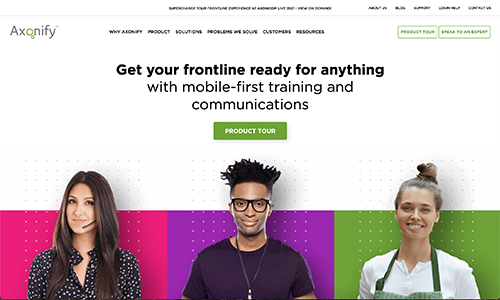 SUPERCHARGE YOUR FRONTLINE EXPERIENCE AT AXONICOM LIVE 2021 - VIEW ON DEMAND!
ABOUT US BLOG SUPPORT LOGIN HELP CONTACT US
Axonify™
WHY AXONIFY PRODUCT SOLUTIONS PROBLEMS WE SOLVE CUSTOMERS RESOURCES
PRODUCT TOUR SPEAK TO AN EXPERT
Get your frontline ready for anything
with mobile-first training and
communications
PRODUCT TOUR